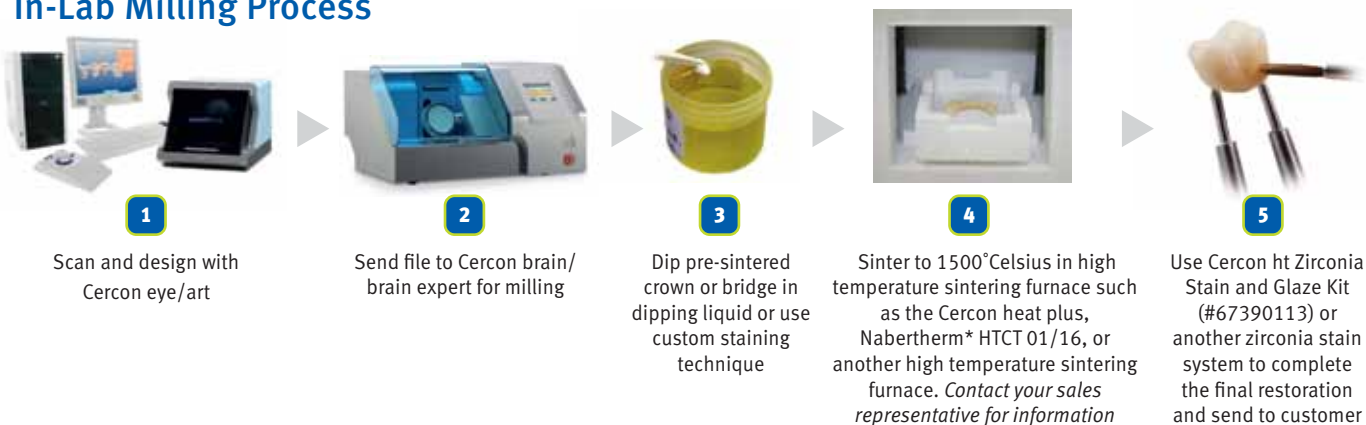 In-Lab Milling Process
1
Scan and design with
Cercon eye/art
2
Send file to Cercon brain/
brain expert for milling
3
Dip pre-sintered
crown or bridge in
dipping liquid or use
custom staining
technique
4
Sinter to 1500°Celsius in high
temperature sintering furnace such
as the Cercon heat plus,
Nabertherm* HTCT 01/16, or
another high temperature sintering
furnace. Contact your sales
representative for information
5
Use Cercon ht Zirconia
Stain and Glaze Kit
(#67390113) or
another zirconia stain
system to complete
the final restoration
and send to customer